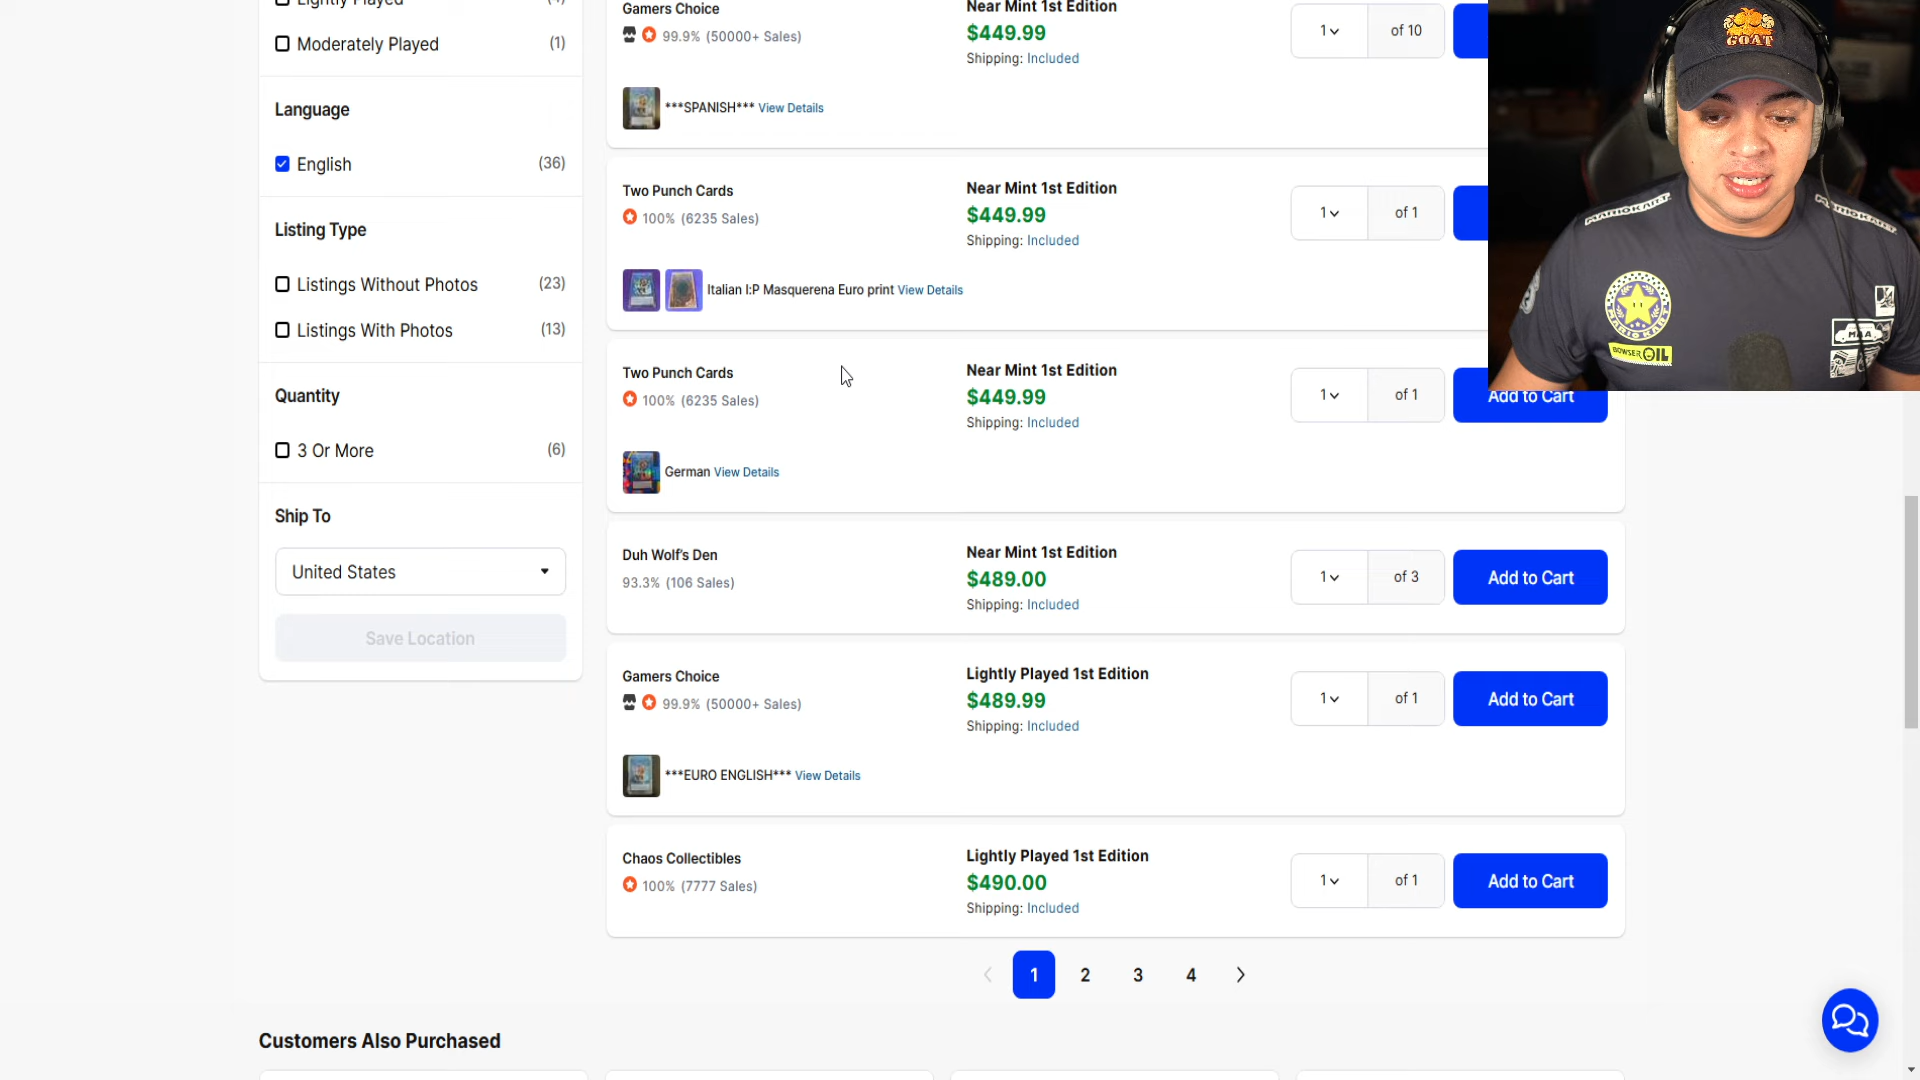 Lightly Played
Moderately Played (1)
Language
English (36)
Listing Type
Listings Without Photos (23)
Listings With Photos (13)
Quantity
3 Or More (6)
Ship To
United States
Save Location
Gamers Choice
99.9% (50000+ Sales)
Near Mint 1st Edition
$449.99
Shipping: Included
1 of 10
***SPANISH*** View Details
Two Punch Cards
100% (6235 Sales)
Near Mint 1st Edition
$449.99
Shipping: Included
1 of 1
Italian I:P Masquerena Euro print View Details
Two Punch Cards
100% (6235 Sales)
Near Mint 1st Edition
$449.99
Shipping: Included
1 of 1
Add to Cart
German View Details
Duh Wolf's Den
93.3% (106 Sales)
Near Mint 1st Edition
$489.00
Shipping: Included
1 of 3
Add to Cart
Gamers Choice
99.9% (50000+ Sales)
Lightly Played 1st Edition
$489.99
Shipping: Included
1 of 1
Add to Cart
***EURO ENGLISH*** View Details
Chaos Collectibles
100% (7777 Sales)
Lightly Played 1st Edition
$490.00
Shipping: Included
1 of 1
Add to Cart
1 2 3 4
Customers Also Purchased
GOAT
MARIO KART
MARIO KART
MARIO KART
BOWSER OIL